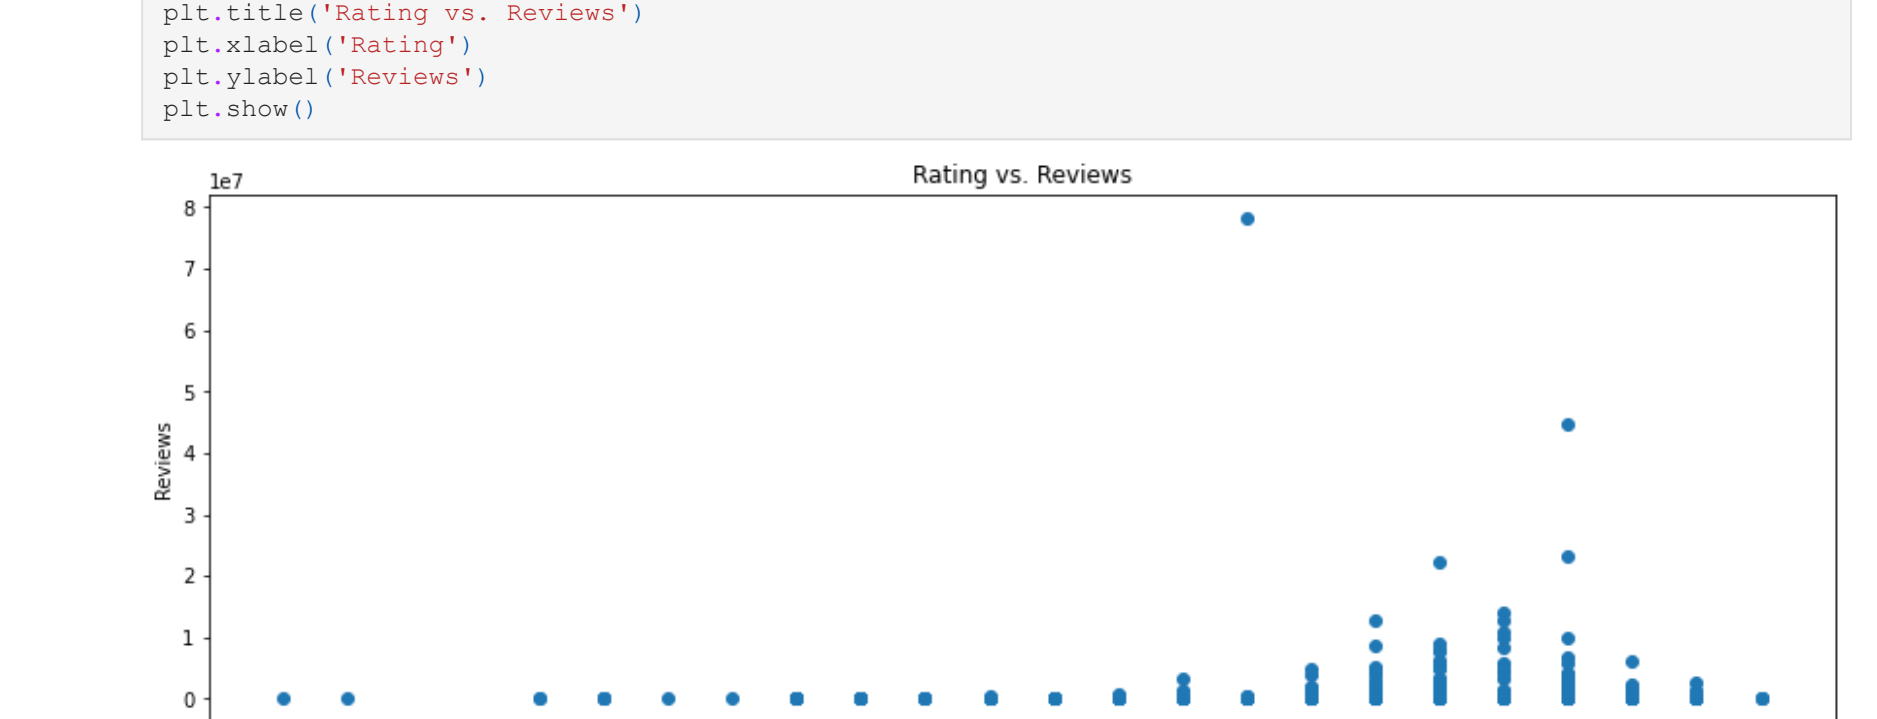 plt.title('Rating vs. Reviews')
plt.xlabel('Rating')
plt.ylabel('Reviews')
plt.show()
Rating vs. Reviews
1e7
8
7
6
5
4
3
2
1
0
Reviews